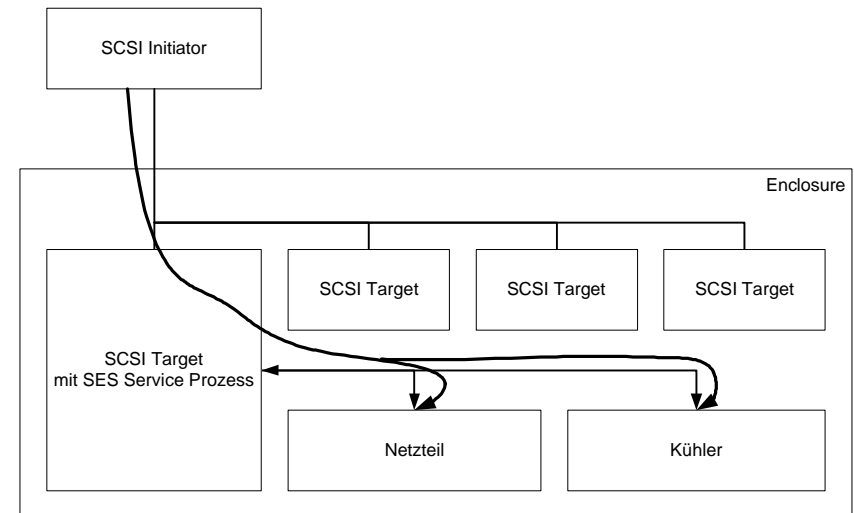 SCSI Initiator
Enclosure
SCSI Target
SCSI Target
SCSI Target
SCSI Target
mit SES Service Prozess
Netzteil
Kühler